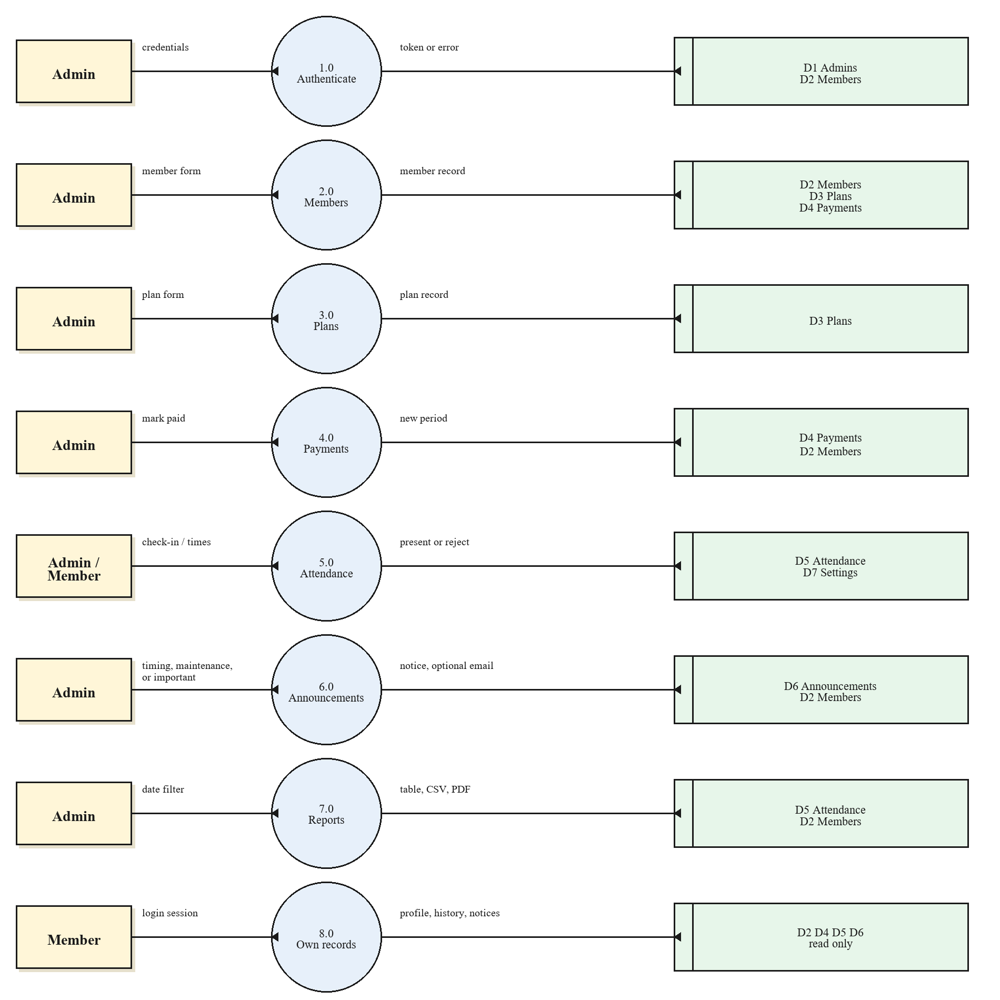 credentials
token or error
Admin
1.0
Authenticate
D1 Admins
D2 Members
member form
member record
Admin
2.0
Members
D2 Members
D3 Plans
D4 Payments
plan form
plan record
Admin
3.0
Plans
D3 Plans
mark paid
new period
Admin
4.0
Payments
D4 Payments
D2 Members
check-in / times
present or reject
Admin /
Member
5.0
Attendance
D5 Attendance
D7 Settings
timing, maintenance,
or important
notice, optional email
Admin
6.0
Announcements
D6 Announcements
D2 Members
date filter
table, CSV, PDF
Admin
7.0
Reports
D5 Attendance
D2 Members
login session
profile, history, notices
Member
8.0
Own records
D2 D4 D5 D6
read only